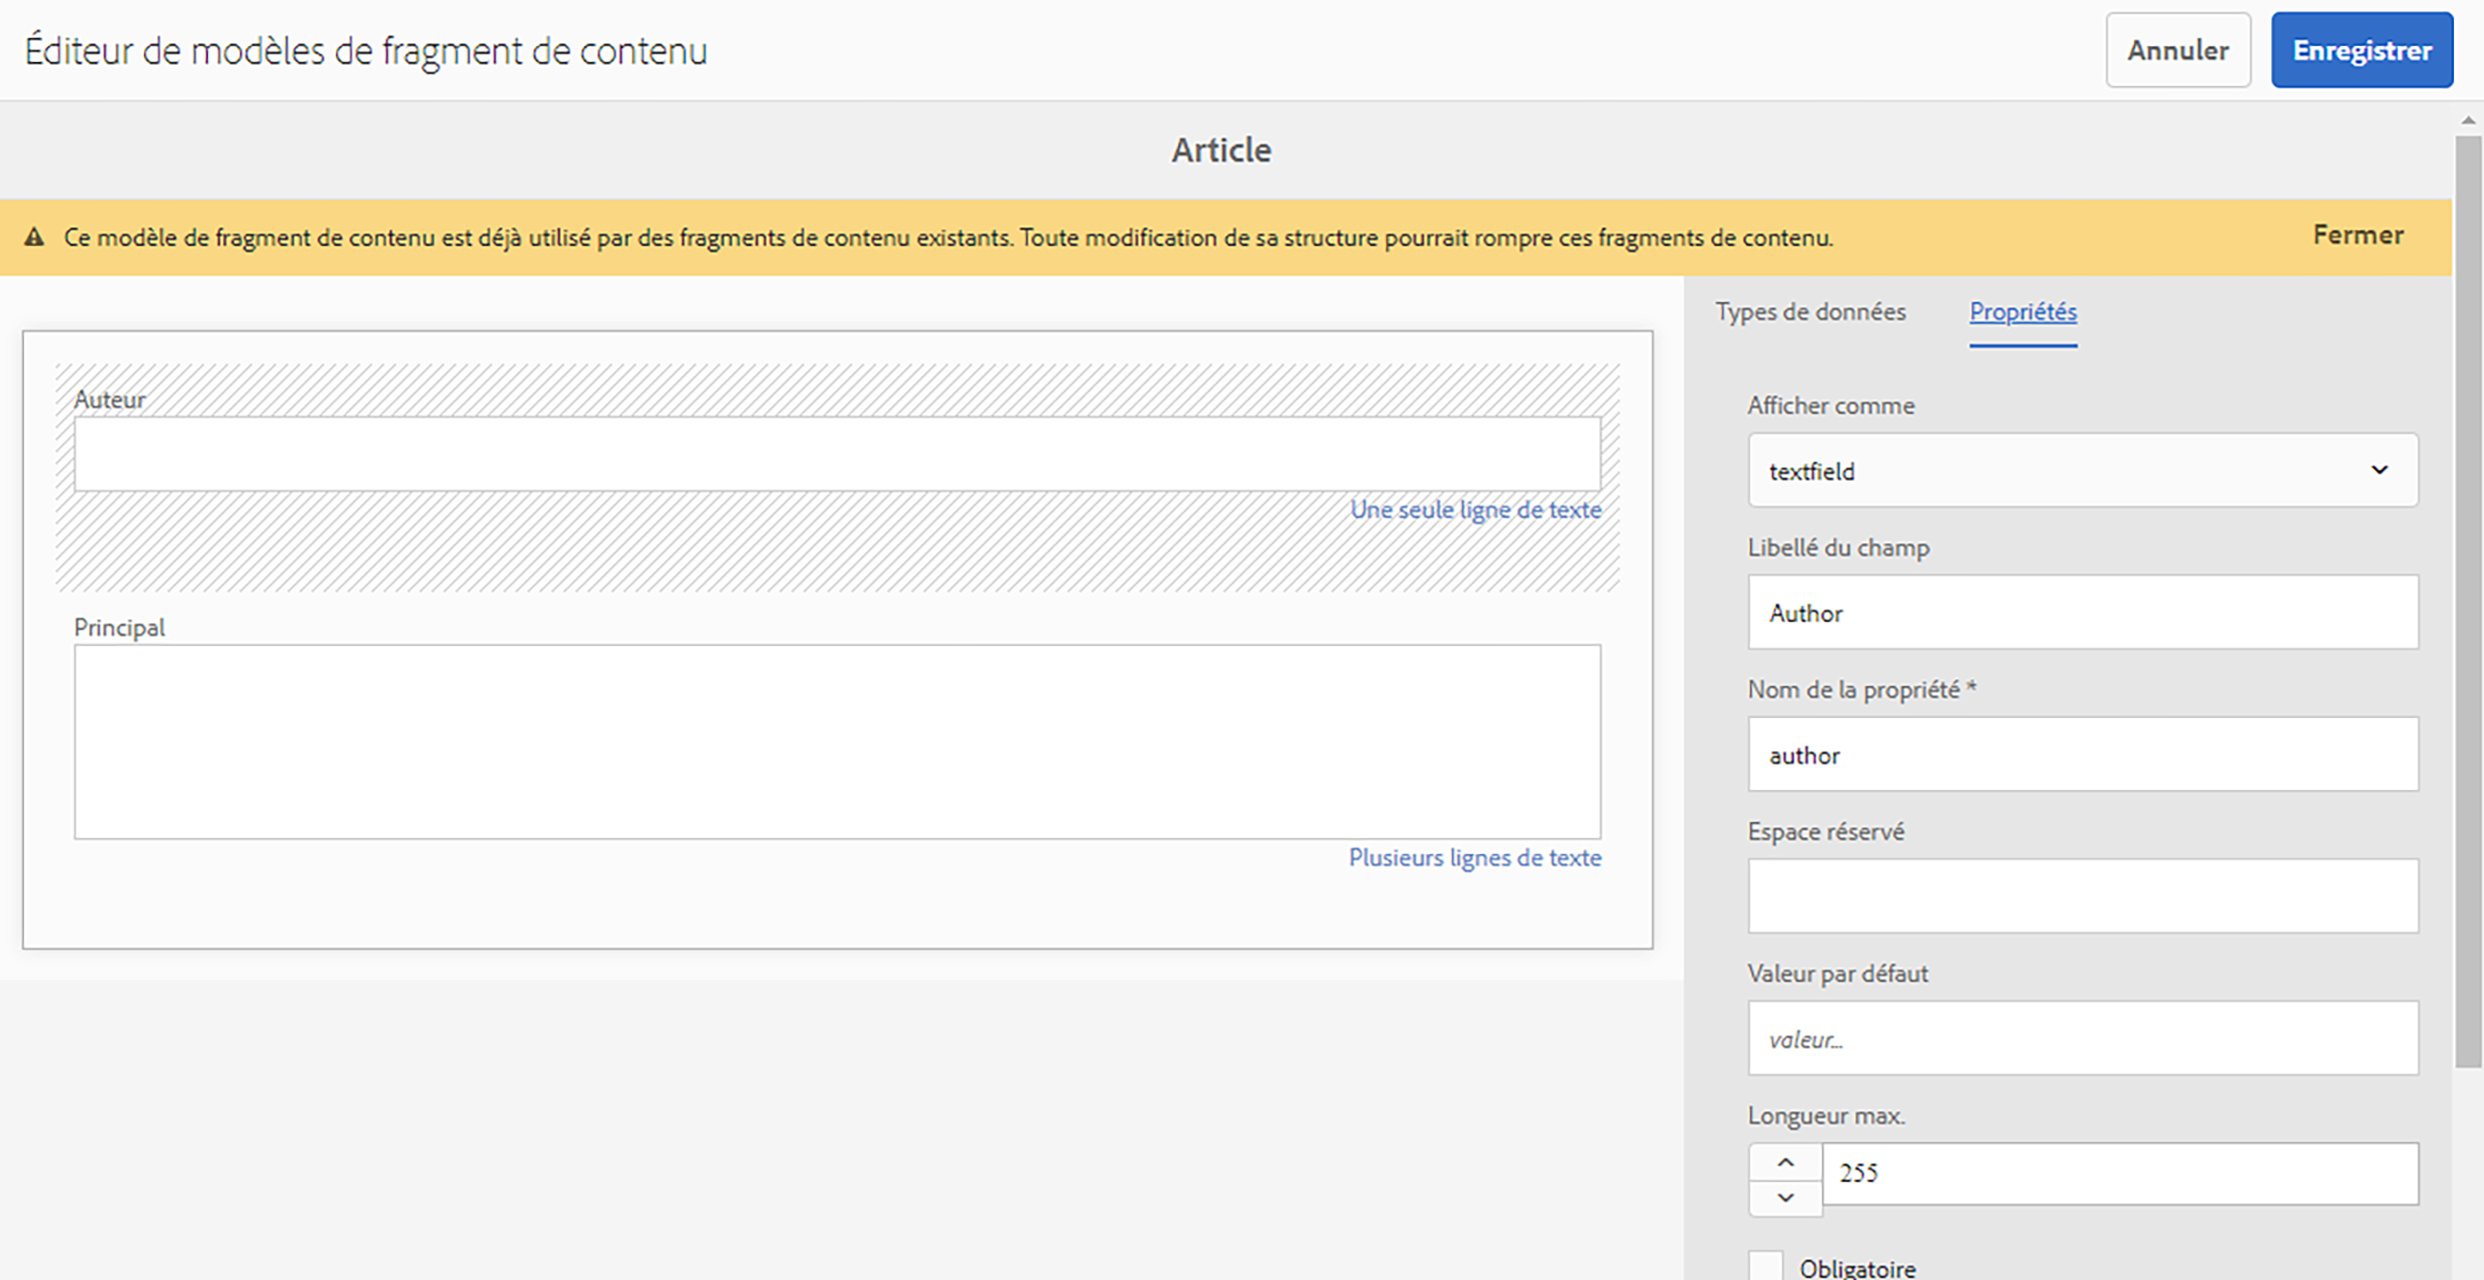 Éditeur de modèles de fragment de contenu
Annuler
Enregistrer
Article
Ce modèle de fragment de contenu est déjà utilisé par des fragments de contenu existants. Toute modification de sa structure pourrait rompre ces fragments de contenu.
Fermer
Auteur
Une seule ligne de texte
Principal
Plusieurs lignes de texte
Types de données
Propriétés
Afficher comme
textfield
Libellé du champ
Author
Nom de la propriété *
author
Espace réservé
Valeur par défaut
valeur...
Longueur max.
255
Obligatoire